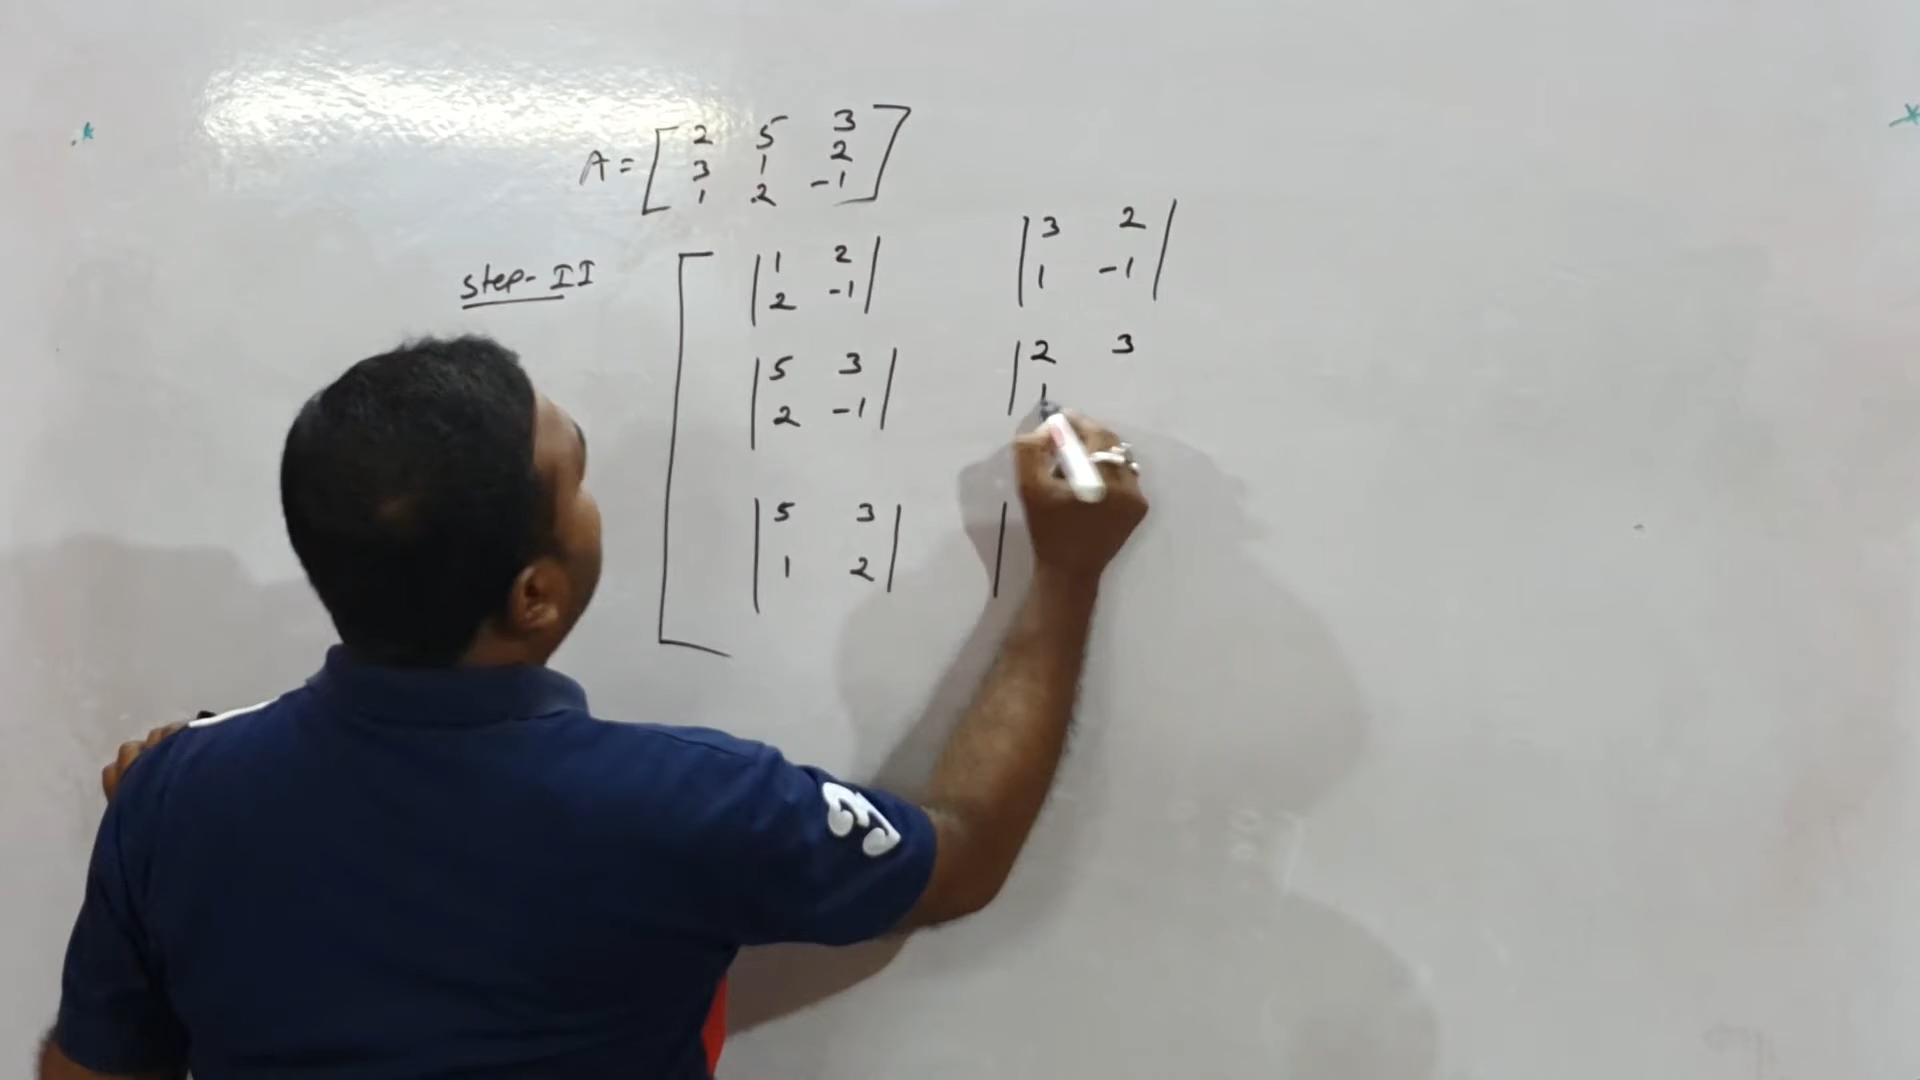 2 5 3
A = [ 3 1 2 ]
1 2 -1
step-II
| 1 2 | | 3 2 |
| 2 -1 | | 1 -1 |
| 5 3 | | 2 3
| 2 -1 | | 1
| 5 3 | |
| 1 2 | |